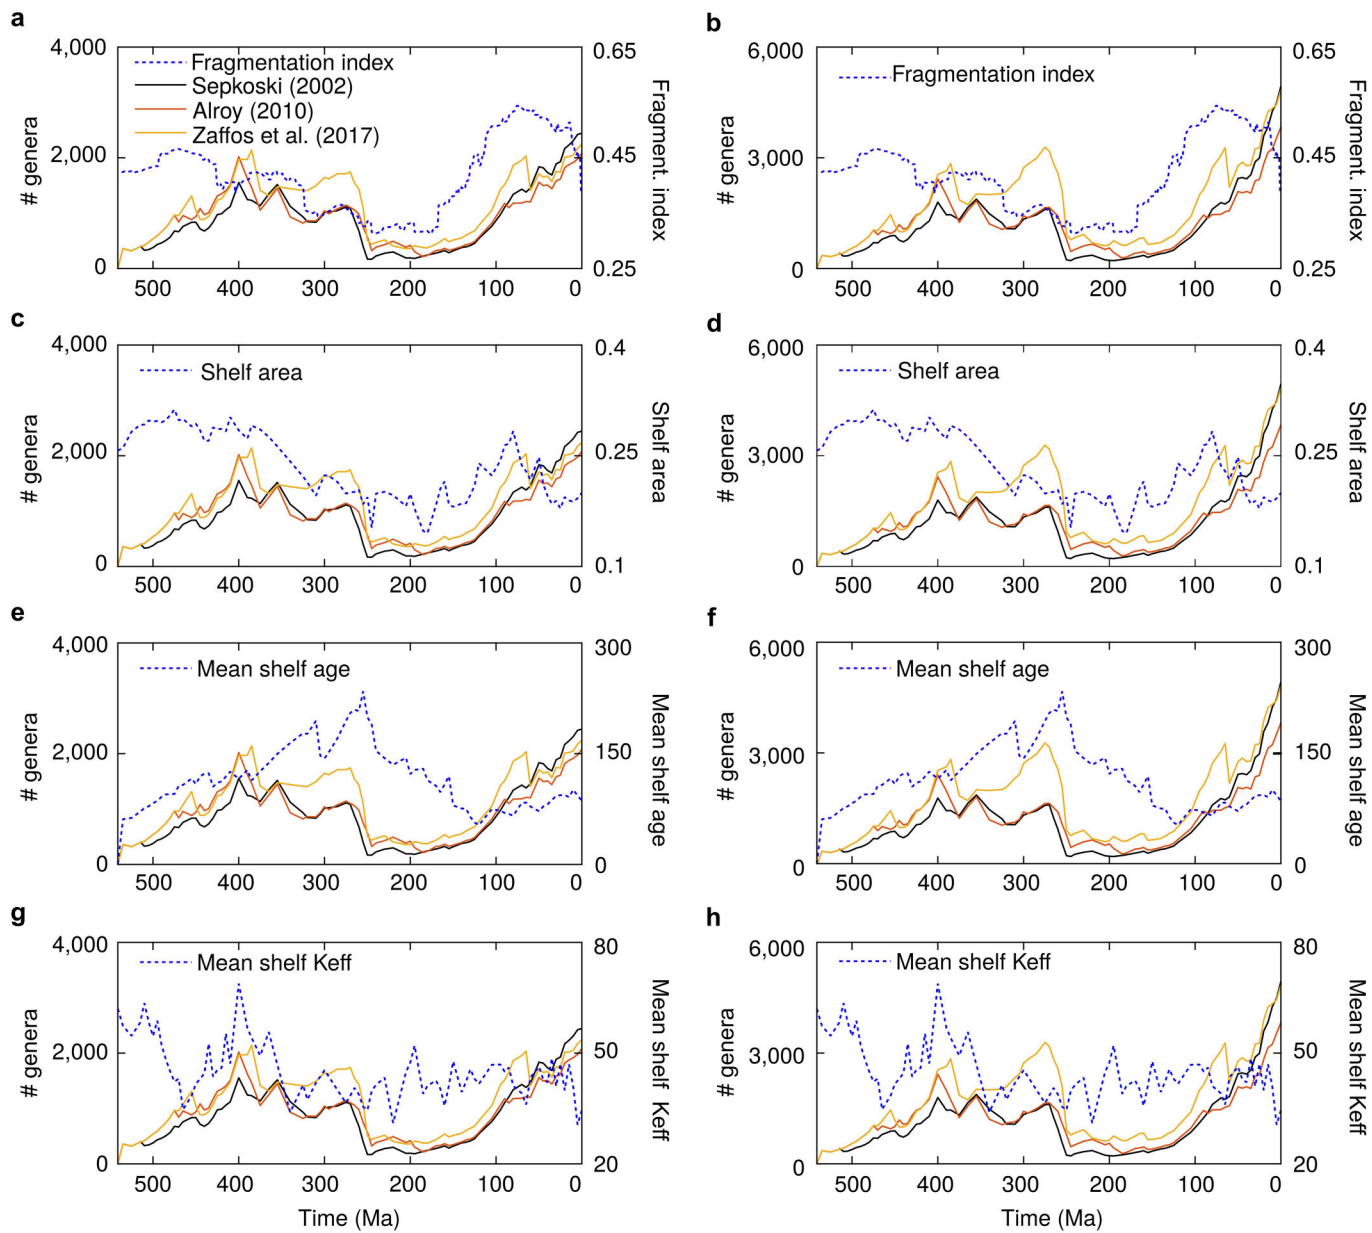 a
4,000
2,000
0
# genera
Fragmentation index
Sepkoski (2002)
Alroy (2010)
Zaffos et al. (2017)
0.65
0.45
0.25
Fragment. index
500 400 300 200 100 0
b
6,000
3,000
0
# genera
Fragmentation index
0.65
0.45
0.25
Fragment. index
500 400 300 200 100 0
c
4,000
2,000
0
# genera
Shelf area
0.4
0.25
0.1
Shelf area
500 400 300 200 100 0
d
6,000
3,000
0
# genera
Shelf area
0.4
0.25
0.1
Shelf area
500 400 300 200 100 0
e
4,000
2,000
0
# genera
Mean shelf age
300
150
0
Mean shelf age
500 400 300 200 100 0
f
6,000
3,000
0
# genera
Mean shelf age
300
150
0
Mean shelf age
500 400 300 200 100 0
g
4,000
2,000
0
# genera
Mean shelf Keff
80
50
20
Mean shelf Keff
500 400 300 200 100 0
Time (Ma)
h
6,000
3,000
0
# genera
Mean shelf Keff
80
50
20
Mean shelf Keff
500 400 300 200 100 0
Time (Ma)